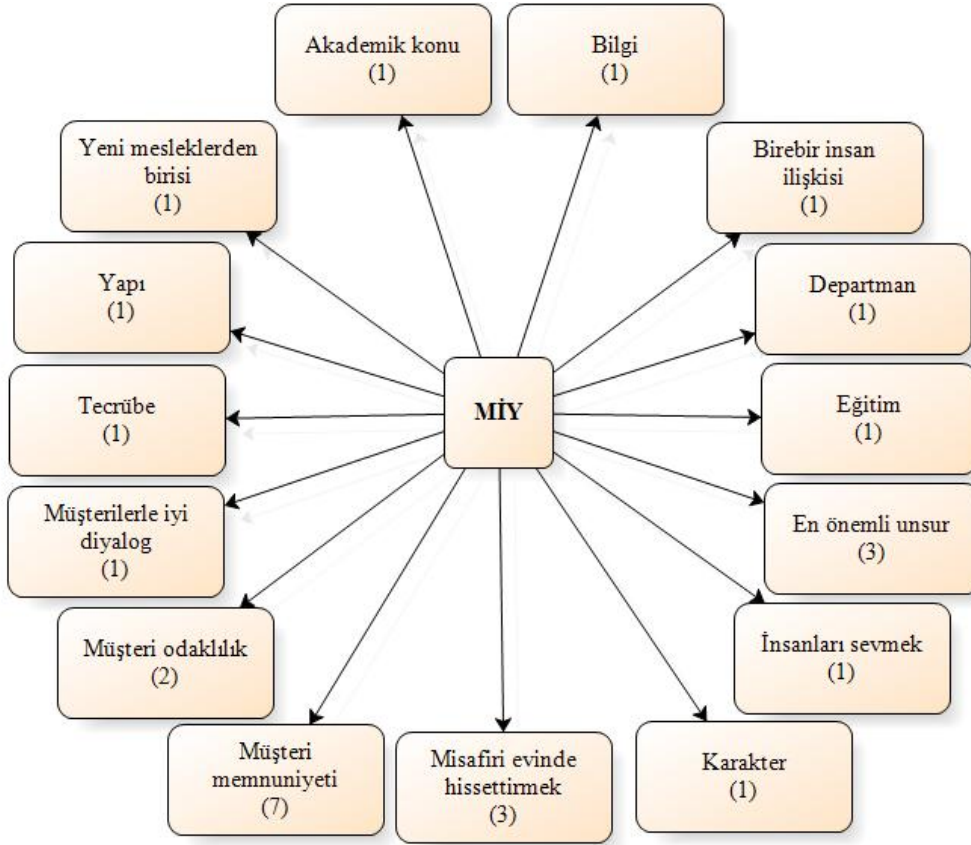 Akademik konu
(1)
Bilgi
(1)
Yeni mesleklerden
birisi
(1)
Birebir insan
ilişkisi
(1)
Yapı
(1)
Departman
(1)
MİY
Tecrübe
(1)
Eğitim
(1)
Müşterilerle iyi
diyalog
(1)
En önemli unsur
(3)
Müşteri odaklılık
(2)
İnsanları sevmek
(1)
Müşteri
memnuniyeti
(7)
Misafiri evinde
hissettirmek
(3)
Karakter
(1)